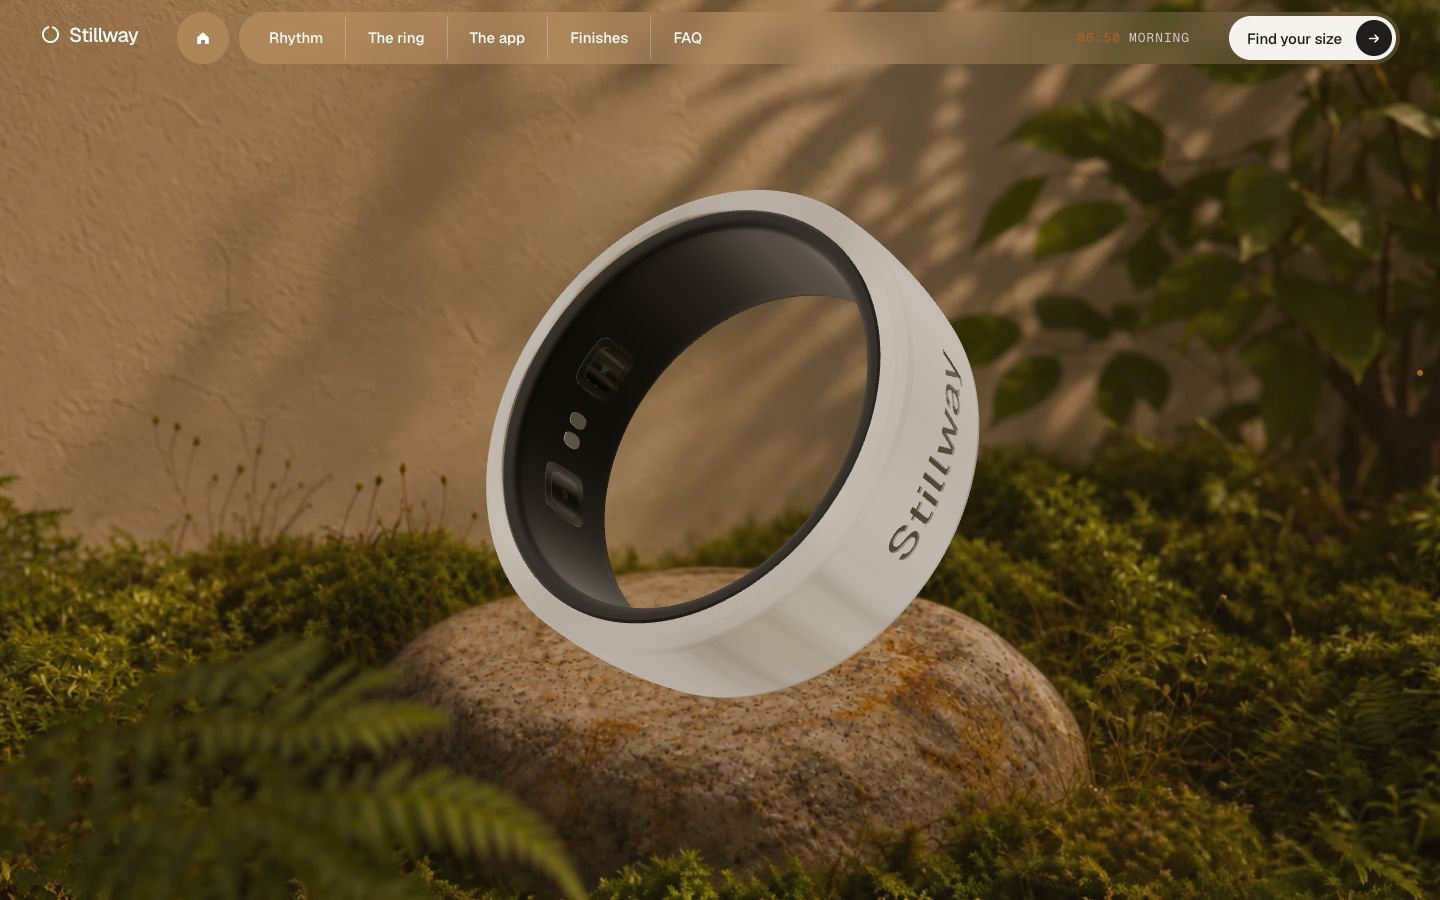 Stillway
Rhythm
The ring
The app
Finishes
FAQ
06:50 MORNING
Find your size
Stillway